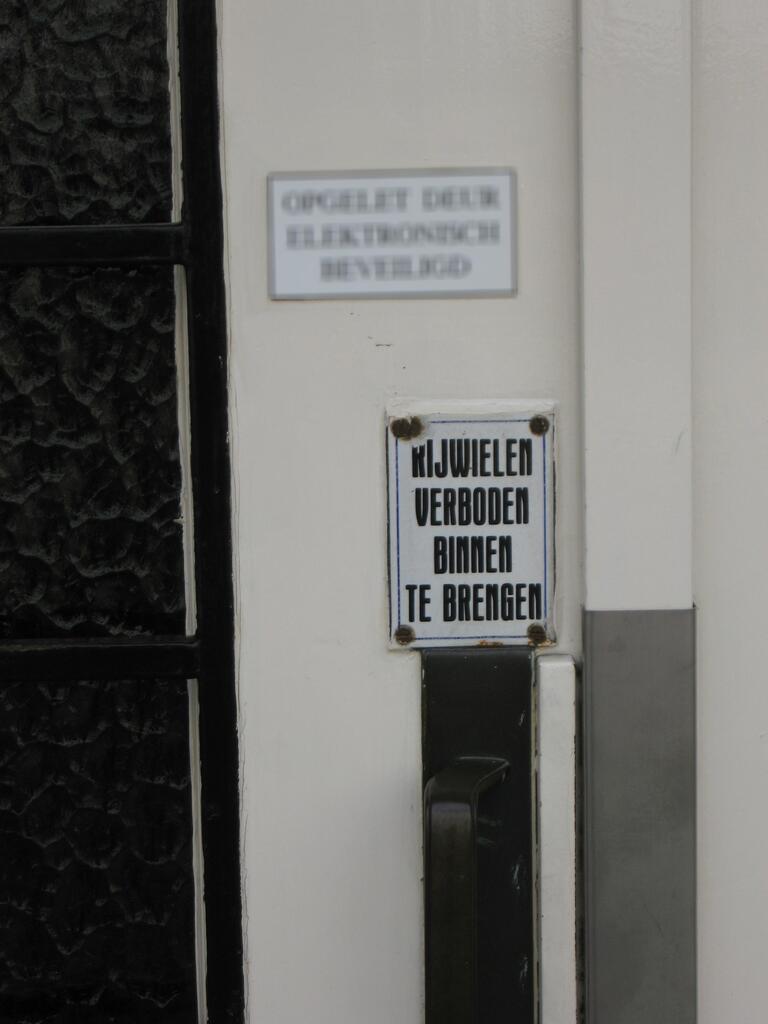 OPGELET DEUR
ELEKTRONISCH
BEVEILIGD
RIJWIELEN
VERBODEN
BINNEN
TE BRENGEN